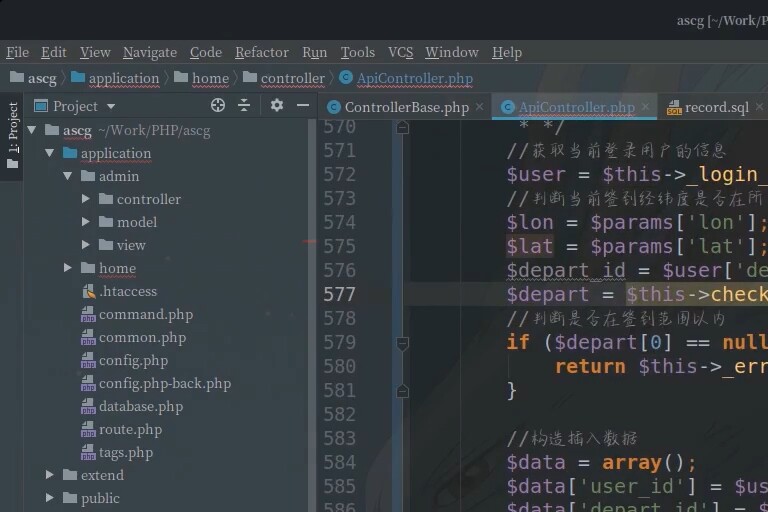 ascg [~/Work/P
File Edit View Navigate Code Refactor Run Tools VCS Window Help
ascg application home controller ApiController.php
1: Project
Project
ControllerBase.php ApiController.php record.sql
ascg ~/Work/PHP/ascg
application
admin
controller
model
view
home
.htaccess
command.php
common.php
config.php
config.php-back.php
database.php
route.php
tags.php
extend
public
570 * */
571 //获取当前登录用户的信息
572 $user = $this->_login_
573 //判断当前签到经纬度是否在所
574 $lon = $params['lon'];
575 $lat = $params['lat'];
576 $depart_id = $user['de
577 $depart = $this->check
578 //判断是否在签到范围以内
579 if ($depart[0] == null
580 return $this->_err
581 }
582
583 //构造插入数据
584 $data = array();
585 $data['user_id'] = $us
586 $data['depart_id'] = $